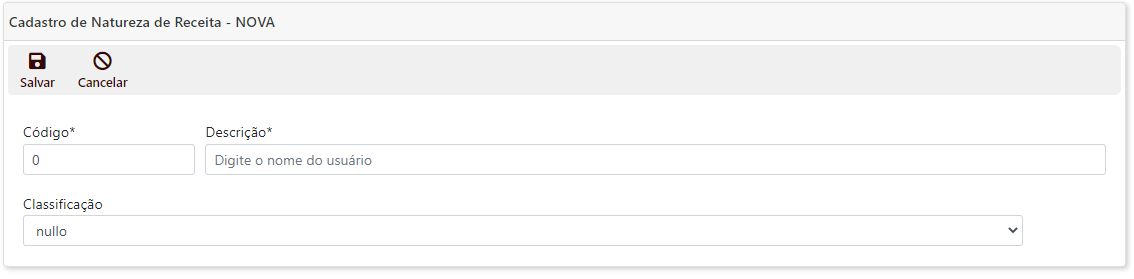 Cadastro de Natureza de Receita - NOVA
Salvar Cancelar
Código* Descrição*
0 Digite o nome do usuário
Classificação
nullo